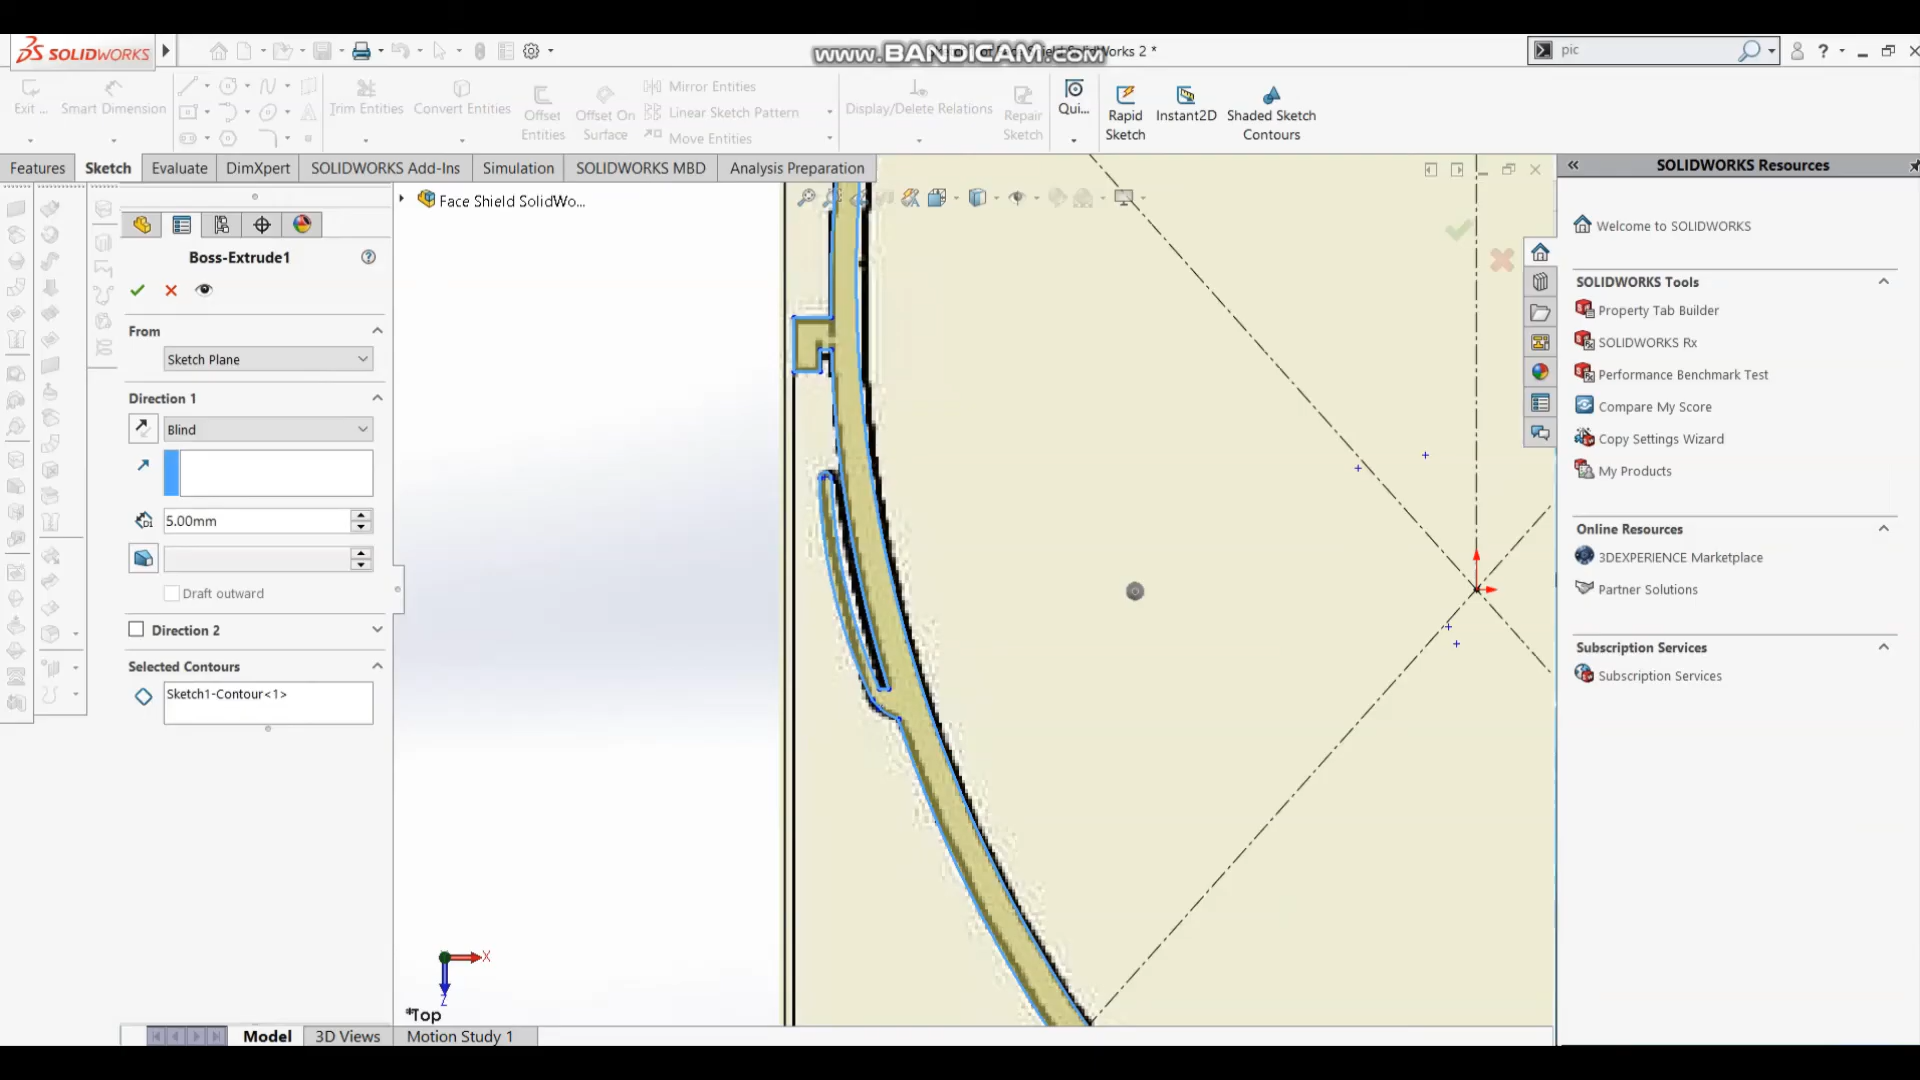 SOLIDWORKS
www.BANDICAM.com
SolidWorks 2 *
pic
Exit ...
Smart Dimension
Trim Entities
Convert Entities
Offset Entities
Offset On Surface
Mirror Entities
Linear Sketch Pattern
Move Entities
Display/Delete Relations
Repair Sketch
Qui...
Rapid Sketch
Instant2D
Shaded Sketch Contours
Features
Sketch
Evaluate
DimXpert
SOLIDWORKS Add-Ins
Simulation
SOLIDWORKS MBD
Analysis Preparation
SOLIDWORKS Resources
Face Shield SolidWo...
Boss-Extrude1
From
Sketch Plane
Direction 1
Blind
5.00mm
Draft outward
Direction 2
Selected Contours
Sketch1-Contour<1>
X
Z
*Top
Welcome to SOLIDWORKS
SOLIDWORKS Tools
Property Tab Builder
SOLIDWORKS Rx
Performance Benchmark Test
Compare My Score
Copy Settings Wizard
My Products
Online Resources
3DEXPERIENCE Marketplace
Partner Solutions
Subscription Services
Subscription Services
Model
3D Views
Motion Study 1